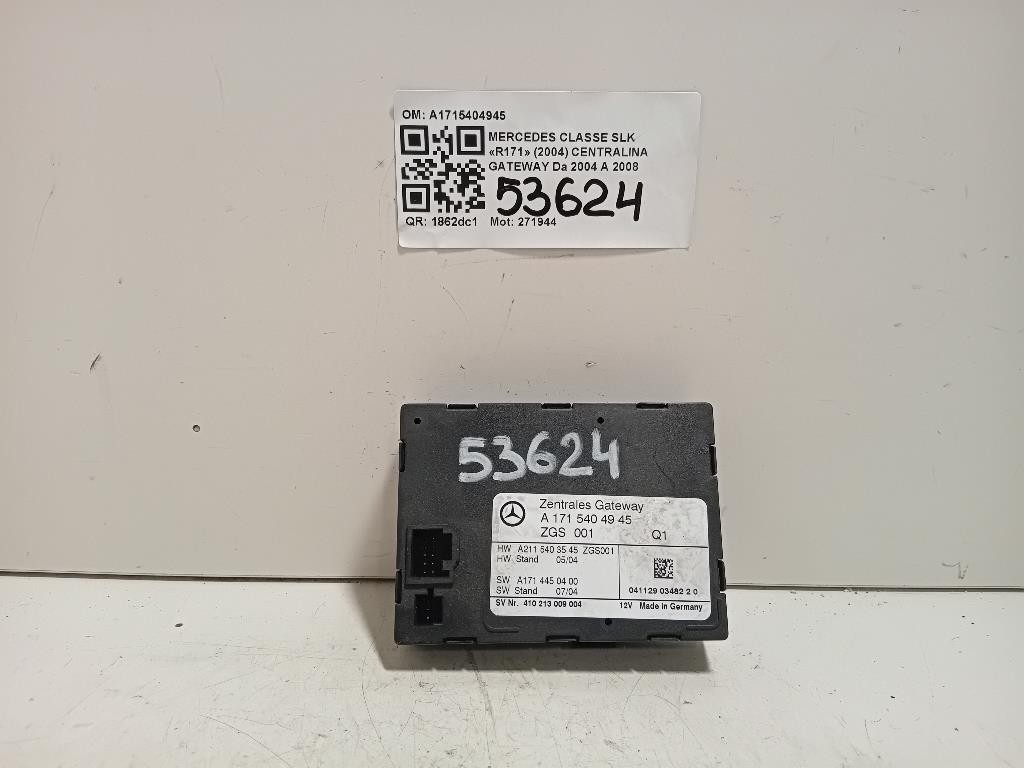 OM: A1715404945
MERCEDES CLASSE SLK
«R171» (2004) CENTRALINA
GATEWAY Da 2004 A 2008
53624
QR: 1862dc1 Mot: 271944
53624
Zentrales Gateway
A 171 540 49 45
ZGS 001 Q1
HW A211 540 35 45 ZGS001
HW Stand 05/04
SW A171 445 04 00
SW Stand 07/04
041129 03482 2 0
SV Nr. 410 213 009 004 12V Made in Germany